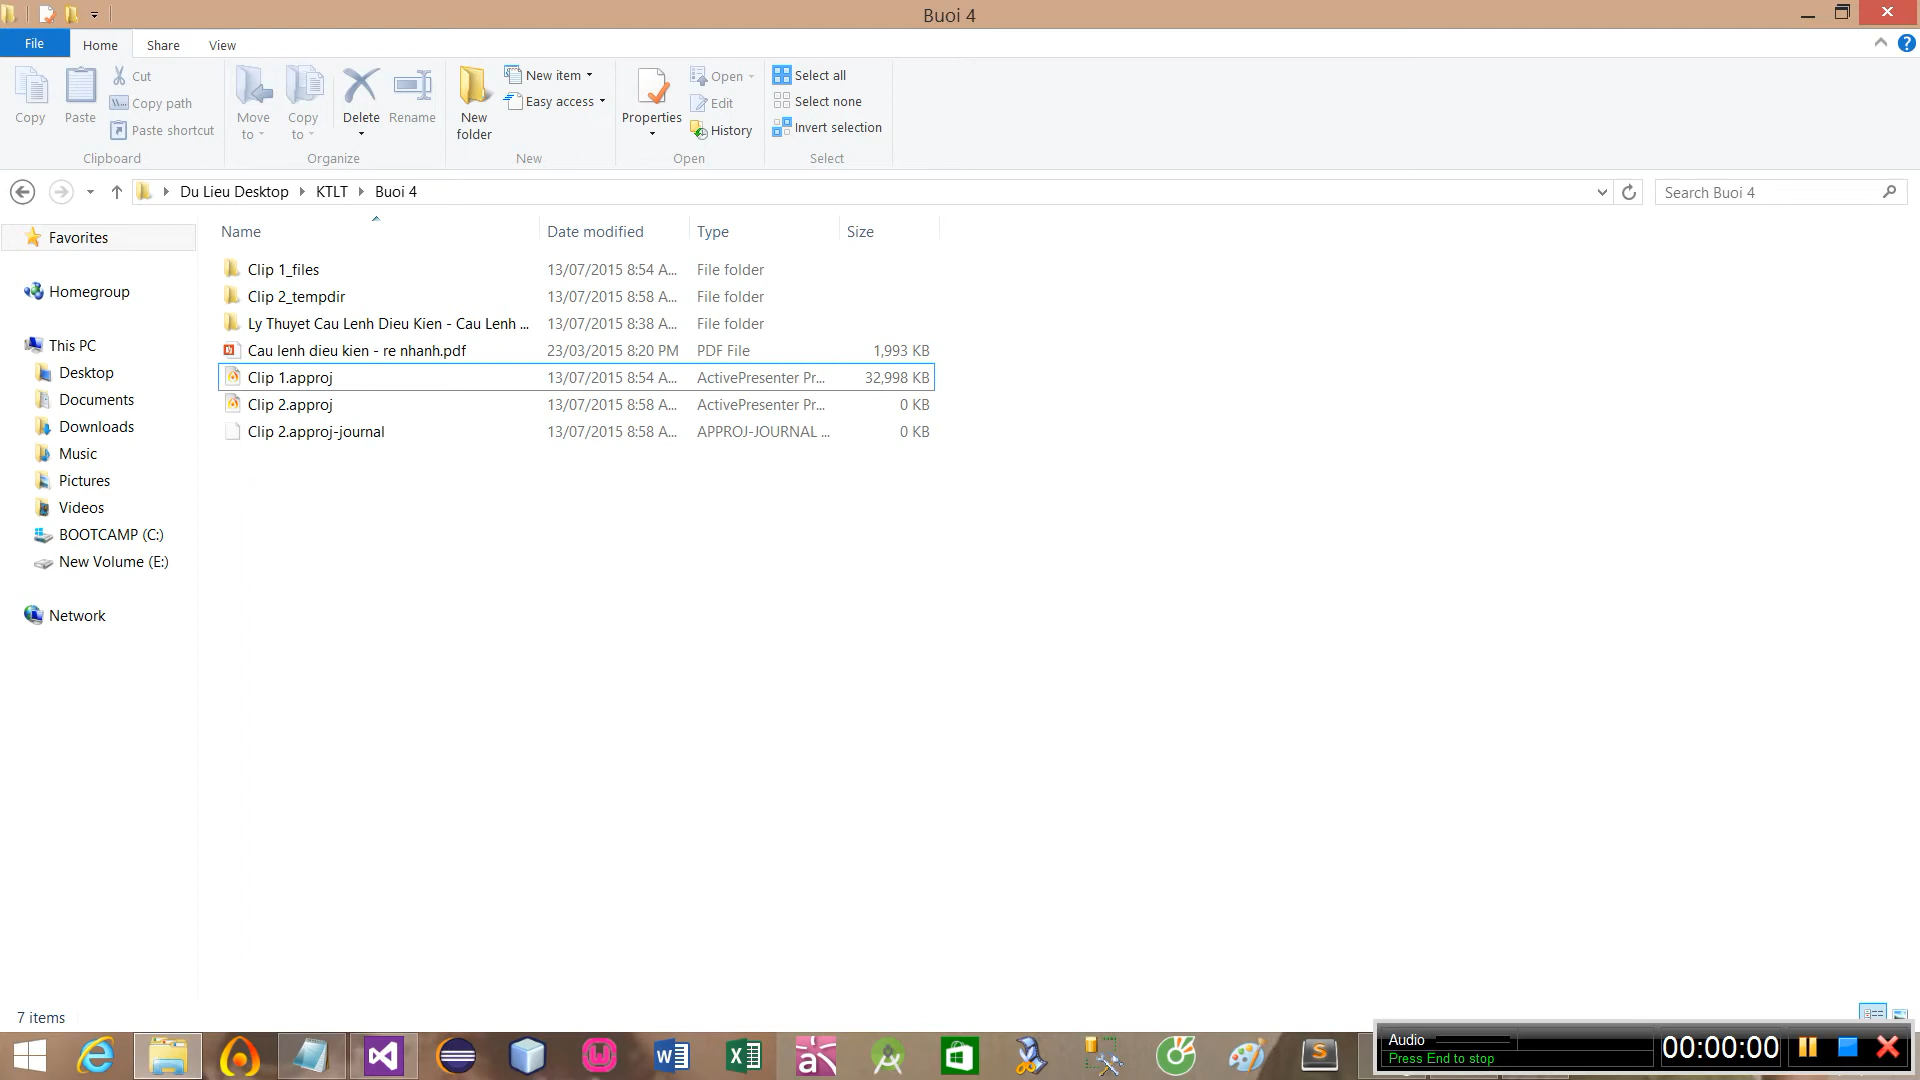 Buoi 4
File Home Share View
Copy
Paste
Cut
Copy path
Paste shortcut
Clipboard
Move to
Copy to
Delete
Rename
Organize
New folder
New item
Easy access
New
Properties
Open
Edit
History
Open
Select all
Select none
Invert selection
Select
Du Lieu Desktop KTLT Buoi 4
Search Buoi 4
Favorites
Homegroup
This PC
Desktop
Documents
Downloads
Music
Pictures
Videos
BOOTCAMP (C:)
New Volume (E:)
Network
Name Date modified Type Size
Clip 1_files 13/07/2015 8:54 A... File folder
Clip 2_tempdir 13/07/2015 8:58 A... File folder
Ly Thuyet Cau Lenh Dieu Kien - Cau Lenh ... 13/07/2015 8:38 A... File folder
Cau lenh dieu kien - re nhanh.pdf 23/03/2015 8:20 PM PDF File 1,993 KB
Clip 1.approj 13/07/2015 8:54 A... ActivePresenter Pr... 32,998 KB
Clip 2.approj 13/07/2015 8:58 A... ActivePresenter Pr... 0 KB
Clip 2.approj-journal 13/07/2015 8:58 A... APPROJ-JOURNAL ... 0 KB
7 items
Audio
Press End to stop
00:00:00